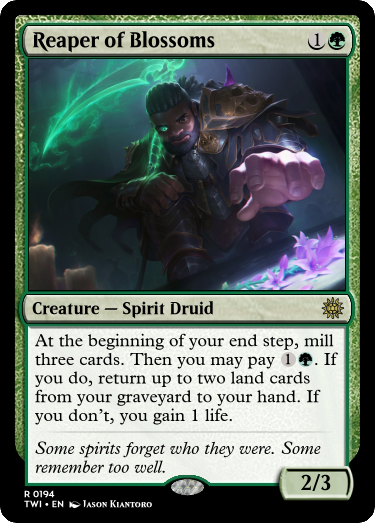 Reaper of Blossoms 1
Creature — Spirit Druid
At the beginning of your end step, mill
three cards. Then you may pay 1. If
you do, return up to two land cards
from your graveyard to your hand. If
you don't, you gain 1 life.
Some spirits forget who they were. Some
remember too well.
2/3
R 0194
TWI • EN Jason Kiantoro